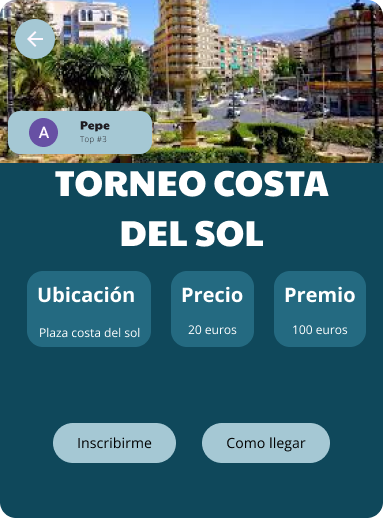 A
Pepe
Top #3
TORNEO COSTA
DEL SOL
Ubicación
Plaza costa del sol
Precio
20 euros
Premio
100 euros
Inscribirme
Como llegar